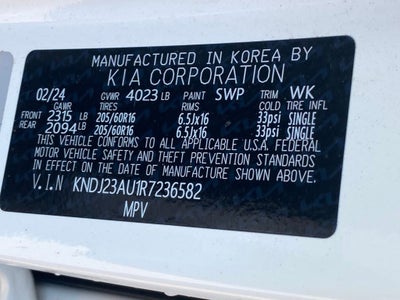 MANUFACTURED IN KOREA BY
KIA CORPORATION
02/24 GVWR 4023 LB PAINT SWP TRIM WK
GAWR TIRES RIMS COLD TIRE INFL
FRONT 2315 LB 205/60R16 6.5Jx16 33psi SINGLE
REAR 2094 LB 205/60R16 6.5Jx16 33psi SINGLE
THIS VEHICLE CONFORMS TO ALL APPLICABLE U.S.A. FEDERAL
MOTOR VEHICLE SAFETY AND THEFT PREVENTION STANDARDS
IN EFFECT ON THE DATE OF MANUFACTURE SHOWN ABOVE.
V.I.N KNDJ23AU1R7236582
MPV